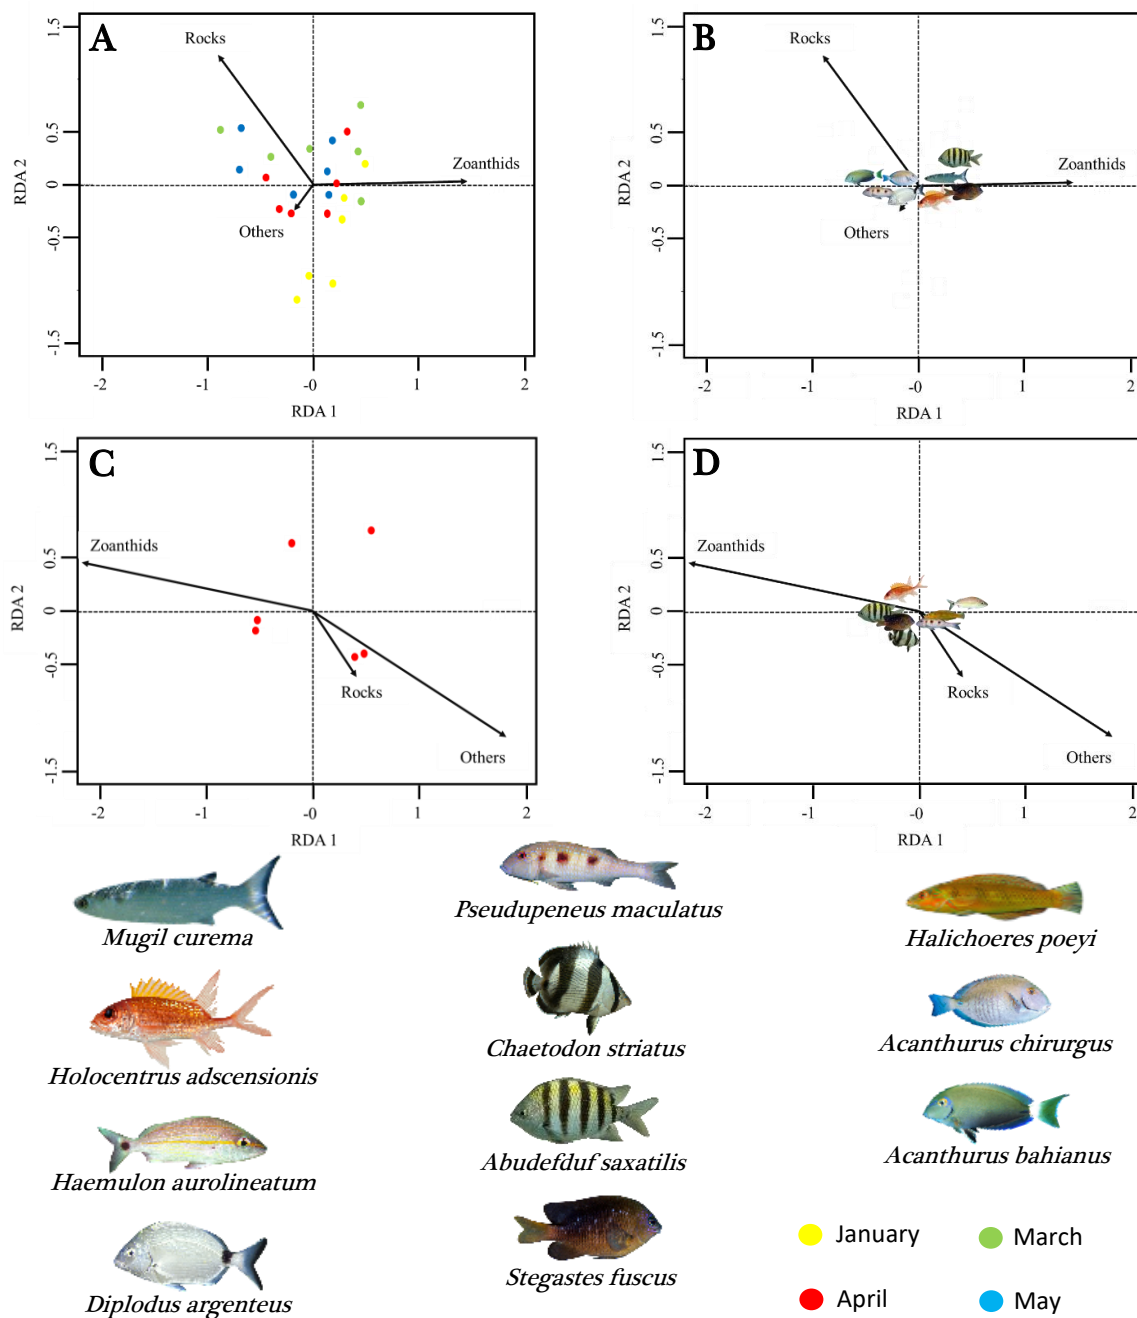 A
1.5
0.5
0
-0.5
-1.5
RDA 2
Rocks
Zoanthids
Others
-2
-1
-0
1
2
RDA 1
B
1.5
0.5
0
-0.5
-1.5
RDA 2
Rocks
Zoanthids
Others
-2
-1
-0
1
2
RDA 1
C
1.5
0.5
0
-0.5
-1.5
RDA 2
Zoanthids
Rocks
Others
-2
-1
-0
1
2
RDA 1
D
1.5
0.5
0
-0.5
-1.5
RDA 2
Zoanthids
Rocks
Others
-2
-1
-0
1
2
RDA 1
Mugil curema
Holocentrus adscensionis
Haemulon aurolineatum
Diplodus argenteus
Pseudupeneus maculatus
Chaetodon striatus
Abudefduf saxatilis
Stegastes fuscus
Halichoeres poeyi
Acanthurus chirurgus
Acanthurus bahianus
January
March
April
May